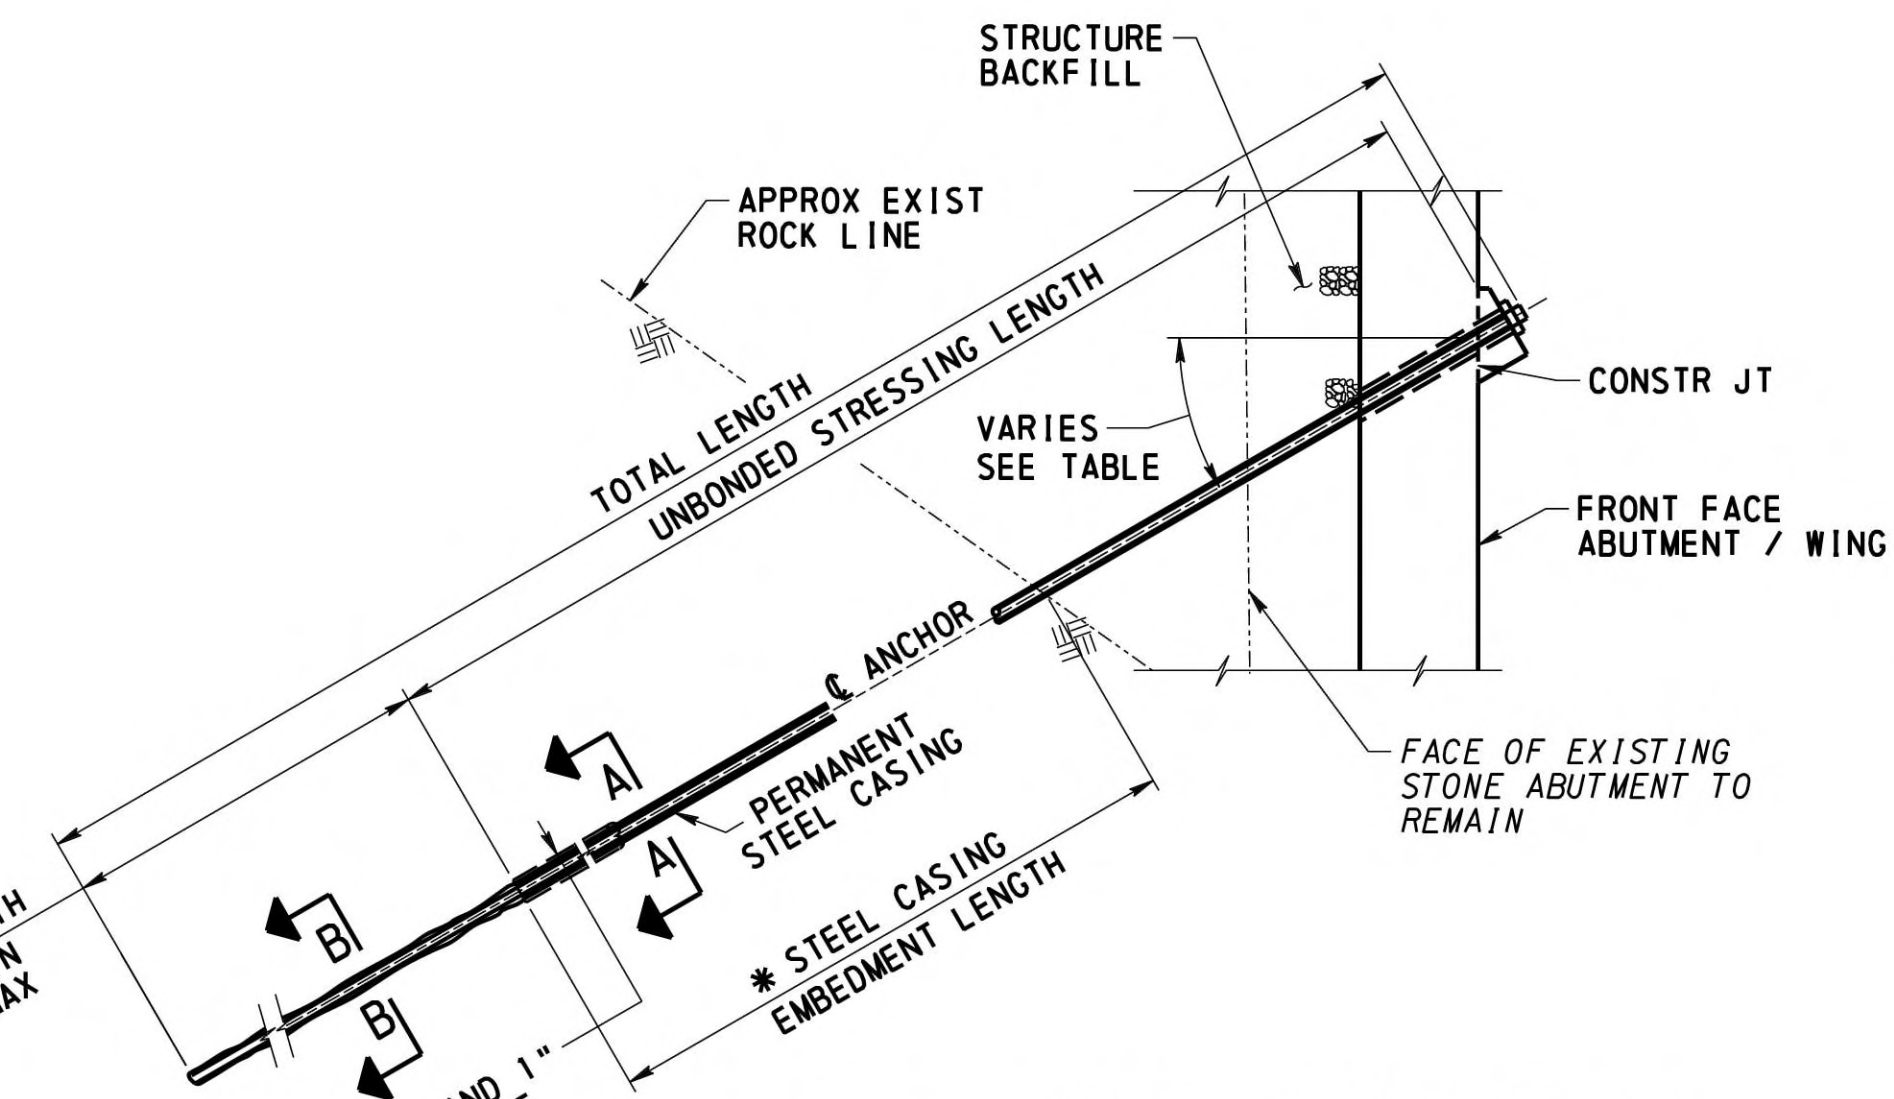 STRUCTURE
BACKFILL
APPROX EXIST
ROCK LINE
TOTAL LENGTH
UNBONDED STRESSING LENGTH
VARIES
SEE TABLE
CONSTR JT
FRONT FACE
ABUTMENT / WING
℄ ANCHOR
PERMANENT
STEEL CASING
FACE OF EXISTING
STONE ABUTMENT TO
REMAIN
A
A
B
B
* STEEL CASING
EMBEDMENT LENGTH
1"